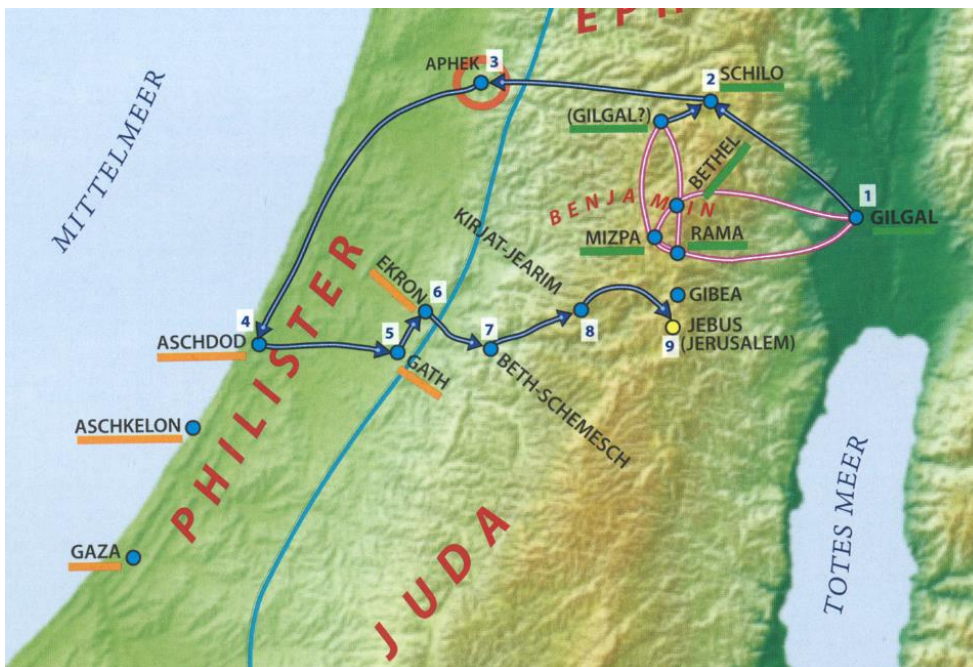 EPH
APHEK
3
2
SCHILO
(GILGAL?)
MITTELMEER
BETHEL
BENJAMIN
1
GILGAL
MIZPA
RAMA
KIRJAT-JEARIM
EKRON
6
GIBEA
4
5
7
8
JEBUS
9
(JERUSALEM)
ASCHDOD
GATH
BETH-SCHEMESCH
PHILISTER
ASCHKELON
GAZA
JUDA
TOTES MEER